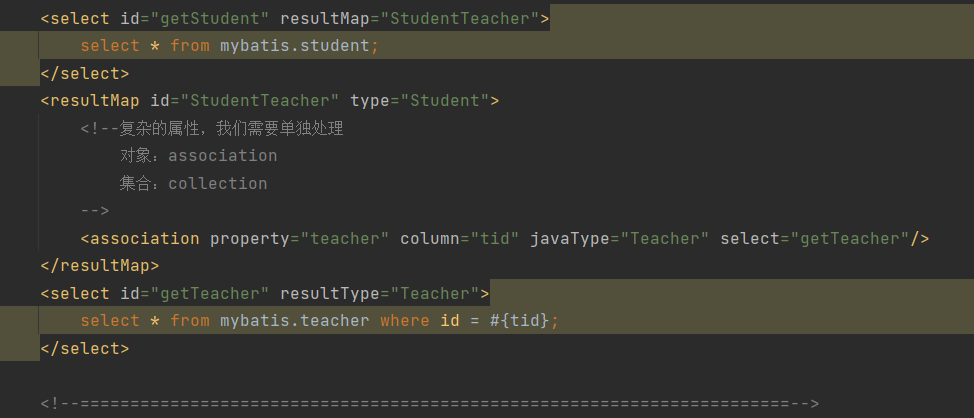 <select id="getStudent" resultMap="StudentTeacher">
    select * from mybatis.student;
</select>
<resultMap id="StudentTeacher" type="Student">
    <!--复杂的属性，我们需要单独处理
        对象：association
        集合：collection
    -->
    <association property="teacher" column="tid" javaType="Teacher" select="getTeacher"/>
</resultMap>
<select id="getTeacher" resultType="Teacher">
    select * from mybatis.teacher where id = #{tid};
</select>
<!--=======================================================================-->